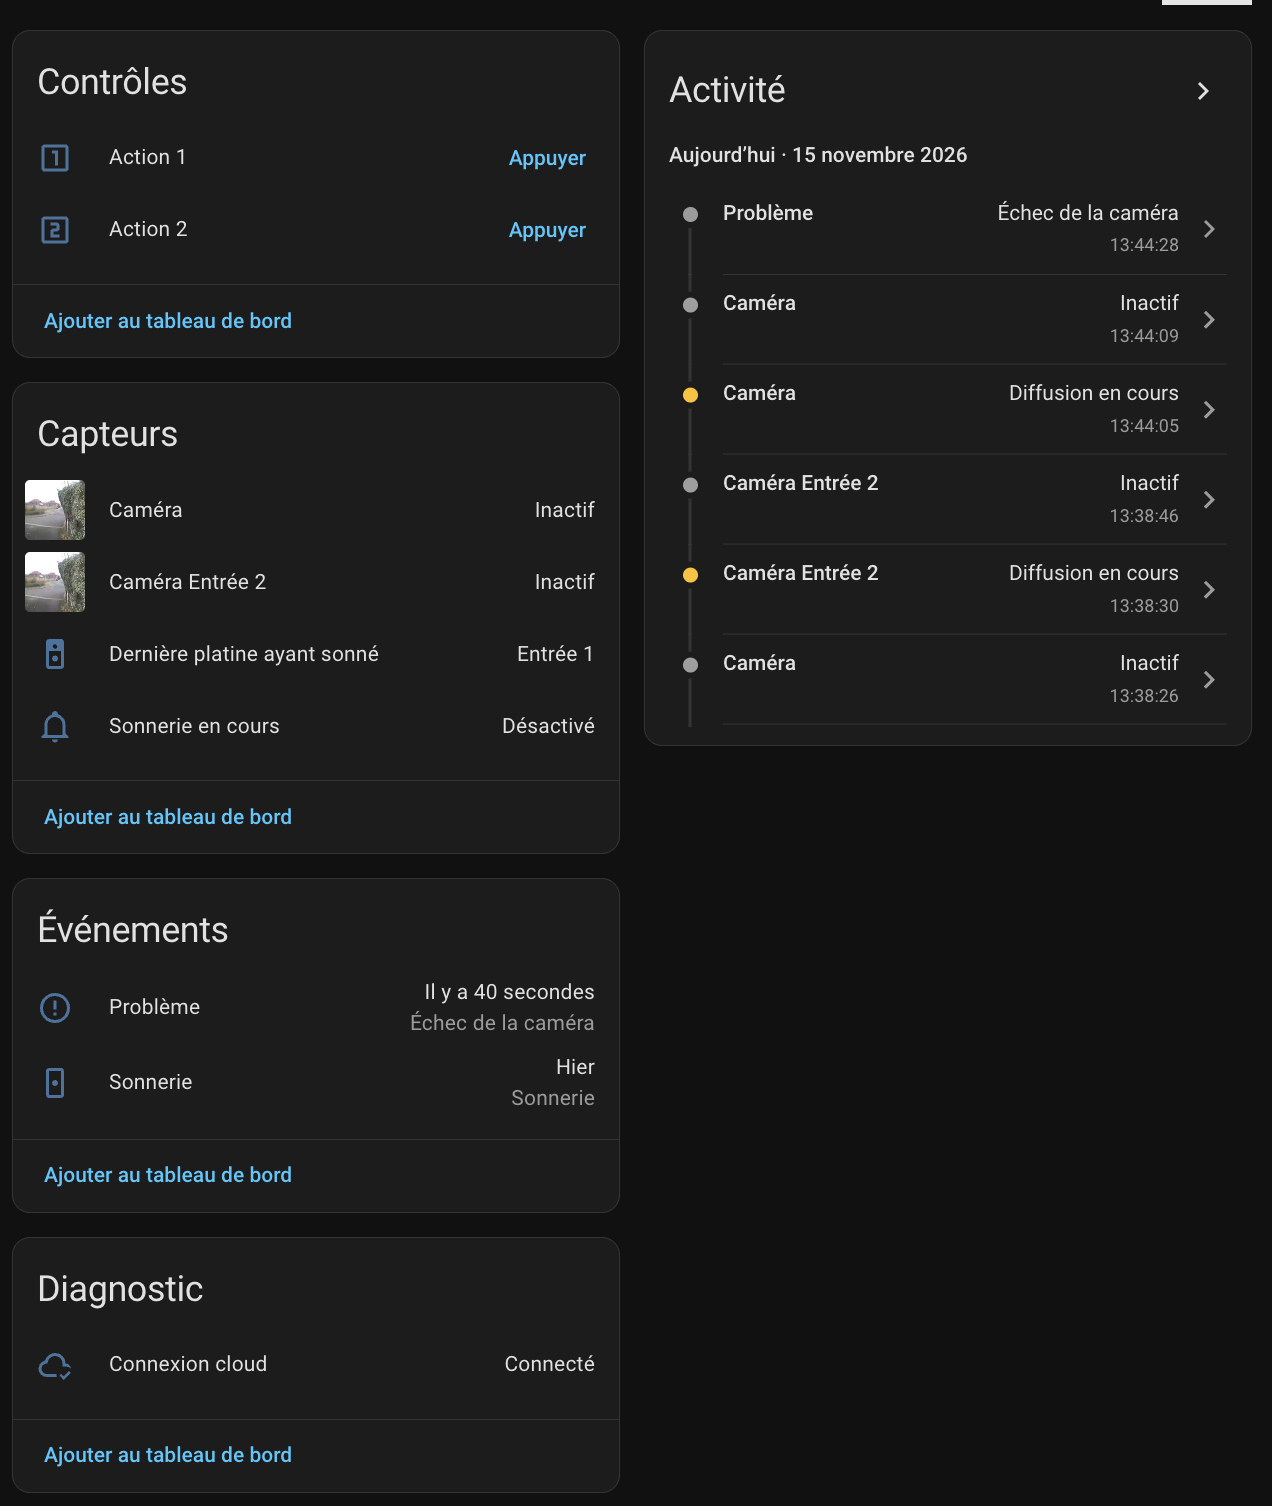 Contrôles
Action 1
Appuyer
Action 2
Appuyer
Ajouter au tableau de bord
Capteurs
Caméra
Inactif
Caméra Entrée 2
Inactif
Dernière platine ayant sonné
Entrée 1
Sonnerie en cours
Désactivé
Ajouter au tableau de bord
Événements
Problème
Il y a 40 secondes
Échec de la caméra
Sonnerie
Hier
Sonnerie
Ajouter au tableau de bord
Diagnostic
Connexion cloud
Connecté
Ajouter au tableau de bord
Activité
Aujourd’hui · 15 novembre 2026
Problème
Échec de la caméra
13:44:28
Caméra
Inactif
13:44:09
Caméra
Diffusion en cours
13:44:05
Caméra Entrée 2
Inactif
13:38:46
Caméra Entrée 2
Diffusion en cours
13:38:30
Caméra
Inactif
13:38:26